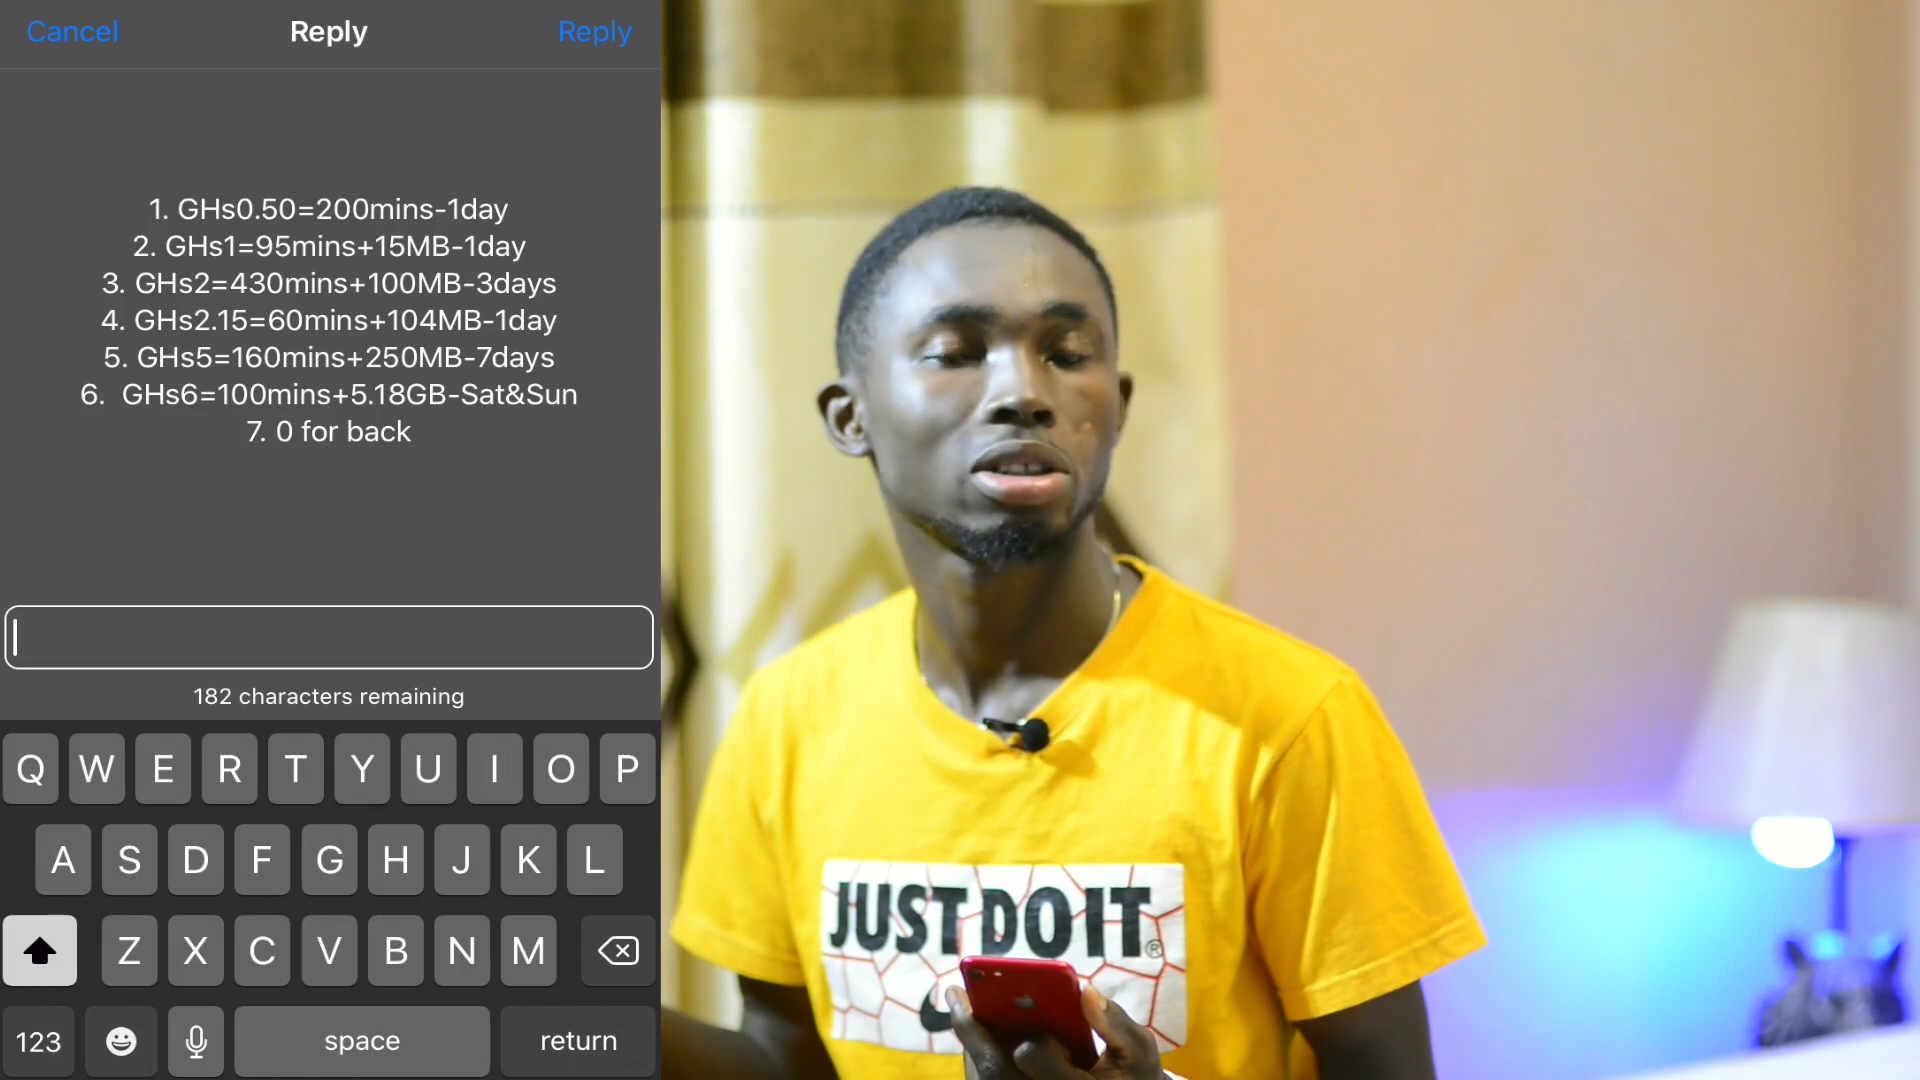 Cancel Reply Reply
1. GHs0.50=200mins-1day
2. GHs1=95mins+15MB-1day
3. GHs2=430mins+100MB-3days
4. GHs2.15=60mins+104MB-1day
5. GHs5=160mins+250MB-7days
6.  GHs6=100mins+5.18GB-Sat&Sun
7. 0 for back
182 characters remaining
Q W E R T Y U I O P
A S D F G H J K L
Z X C V B N M
123 space return
JUST DO IT®